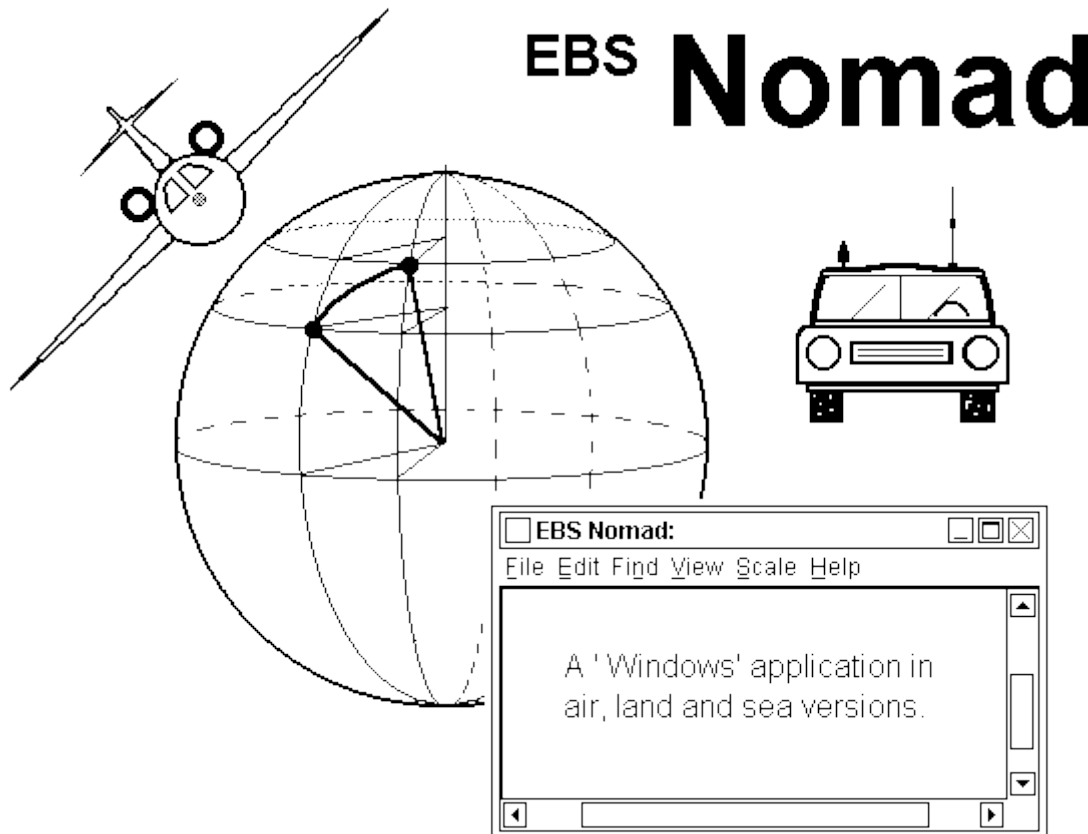 EBS Nomad
EBS Nomad:
File Edit Find View Scale Help
A ' Windows' application in
air, land and sea versions.